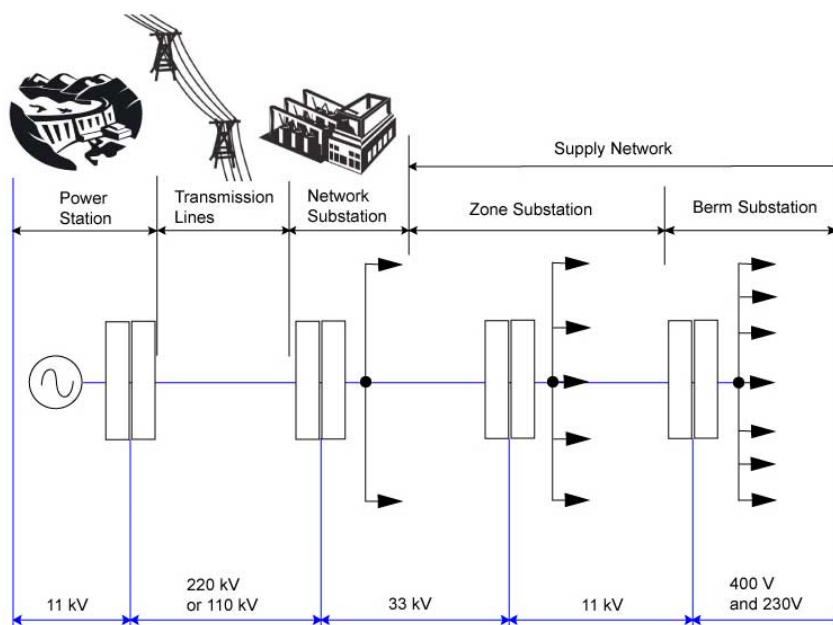 Supply Network
Power
Station
Transmission
Lines
Network
Substation
Zone Substation
Berm Substation
11 kV
220 kV
or 110 kV
33 kV
11 kV
400 V
and 230V